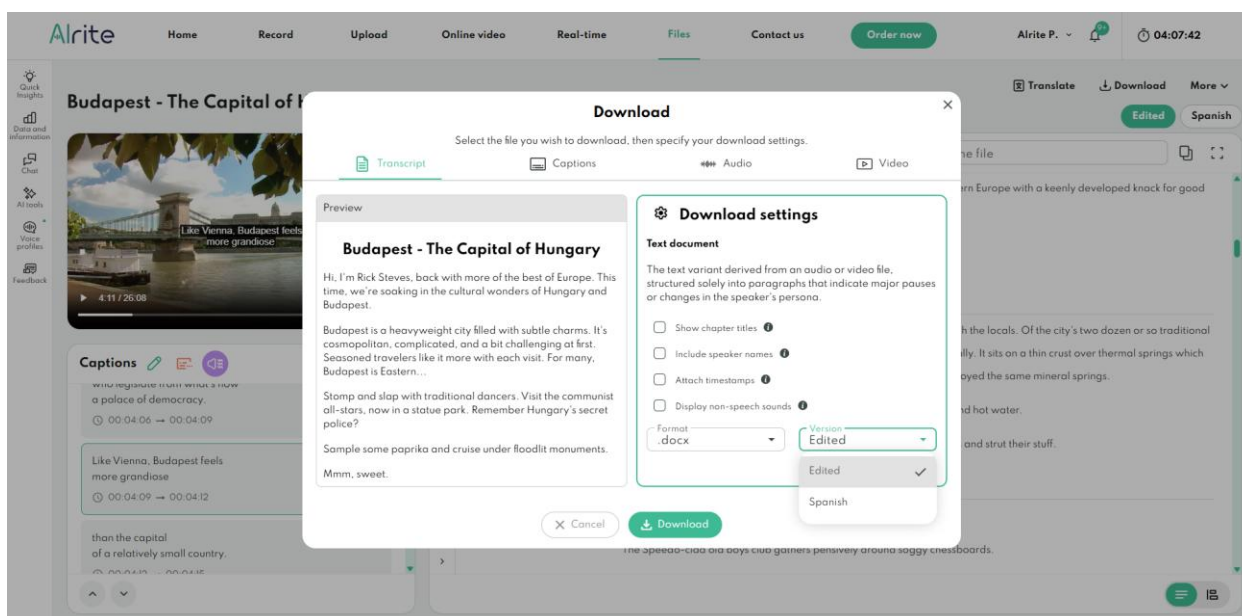 Alrite
Home
Record
Upload
Online video
Real-time
Files
Contact us
Order now
Alrite P.
9+
04:07:42
Quick
Insights
Data and
information
Chat
AI tools
Voice
profiles
Feedback
Budapest - The Capital of H
Translate
Download
More
Edited
Spanish
Like Vienna, Budapest feels
more grandiose
4:11 / 26:08
Captions
who legislate from what's now
a palace of democracy.
00:04:06 → 00:04:09
Like Vienna, Budapest feels
more grandiose
00:04:09 → 00:04:12
than the capital
of a relatively small country.
00:04:12 → 00:04:15
Download
Select the file you wish to download, then specify your download settings.
Transcript
Captions
Audio
Video
Preview
Budapest - The Capital of Hungary
Hi, I'm Rick Steves, back with more of the best of Europe. This
time, we're soaking in the cultural wonders of Hungary and
Budapest.
Budapest is a heavyweight city filled with subtle charms. It's
cosmopolitan, complicated, and a bit challenging at first.
Seasoned travelers like it more with each visit. For many,
Budapest is Eastern...
Stomp and slap with traditional dancers. Visit the communist
all-stars, now in a statue park. Remember Hungary's secret
police?
Sample some paprika and cruise under floodlit monuments.
Mmm, sweet.
Download settings
Text document
The text variant derived from an audio or video file,
structured solely into paragraphs that indicate major pauses
or changes in the speaker's persona.
Show chapter titles
Include speaker names
Attach timestamps
Display non-speech sounds
Format
.docx
Version
Edited
Edited
Spanish
Cancel
Download
he file
rn Europe with a keenly developed knack for good
h the locals. Of the city's two dozen or so traditional
lly. It sits on a thin crust over thermal springs which
oyed the same mineral springs.
nd hot water.
and strut their stuff.
The Speedo-clad old boys club gathers pensively around soggy chessboards.